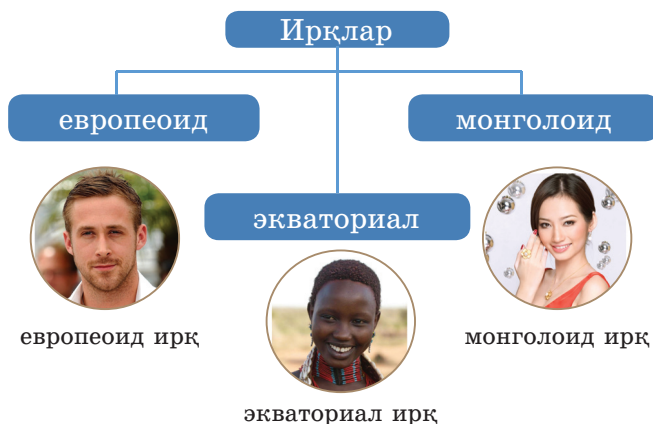 Ирқлар
европеоид
монголоид
экваториал
европеоид ирқ
монголоид ирқ
экваториал ирқ